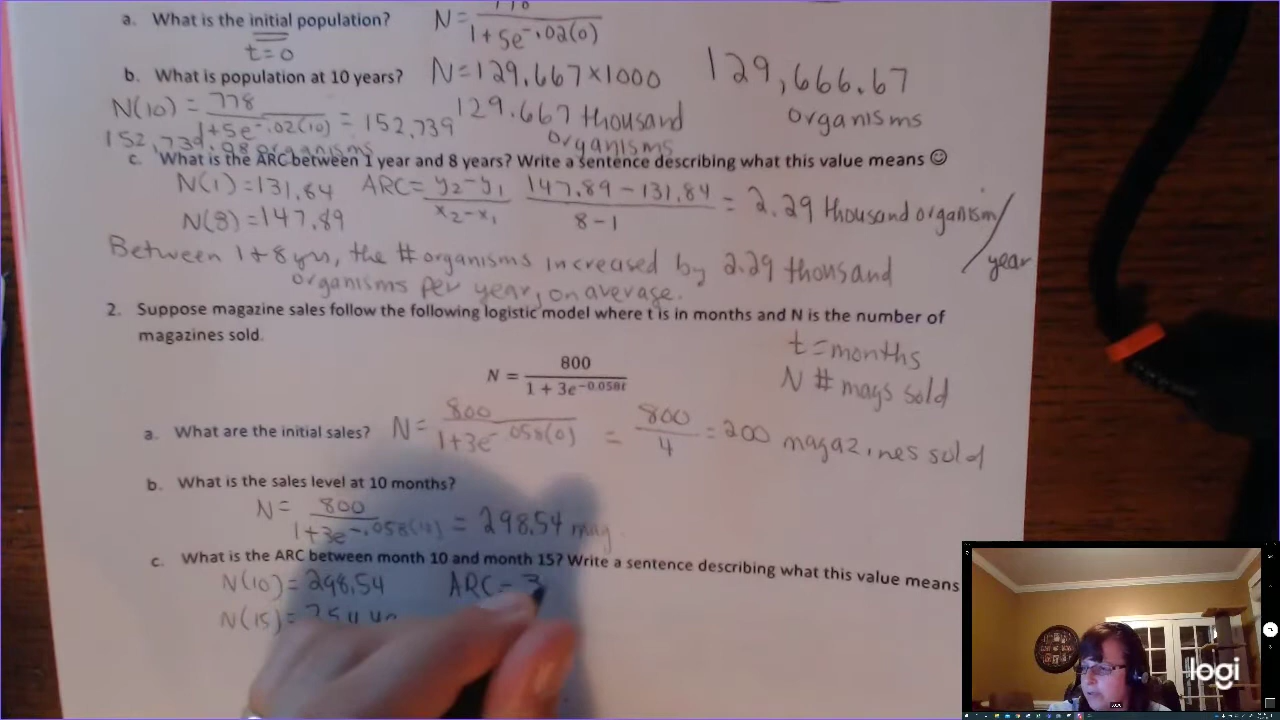 a. What is the initial population? N =
1+5e^-.02(0)
t=0
b. What is population at 10 years? N=129.667×1000 129,666.67
N(10) = 778 / 1+5e^-.02(10) = 152,739 129.667 thousand organisms organisms
152,739.98 organisms
c. What is the ARC between 1 year and 8 years? Write a sentence describing what this value means ☺
N(1)=131.84 ARC= y2-y1 / x2-x1 147.89-131.84 / 8-1 = 2.29 thousand organism/year
N(8)=147.89
Between 1+8 yrs, the # organisms increased by 2.29 thousand
organisms per year, on average.
2. Suppose magazine sales follow the following logistic model where t is in months and N is the number of
magazines sold.
t=months
N = 800 / 1 + 3e^-0.058t
N # mags sold
a. What are the initial sales? N = 800 / 1+3e^-.058(0) = 800 / 4 = 200 magazines sold
b. What is the sales level at 10 months?
N = 800 / 1+3e^-.058(10) = 298.54 mag
c. What is the ARC between month 10 and month 15? Write a sentence describing what this value means
N(10)=298.54 ARC= 3
N(15)=
logi